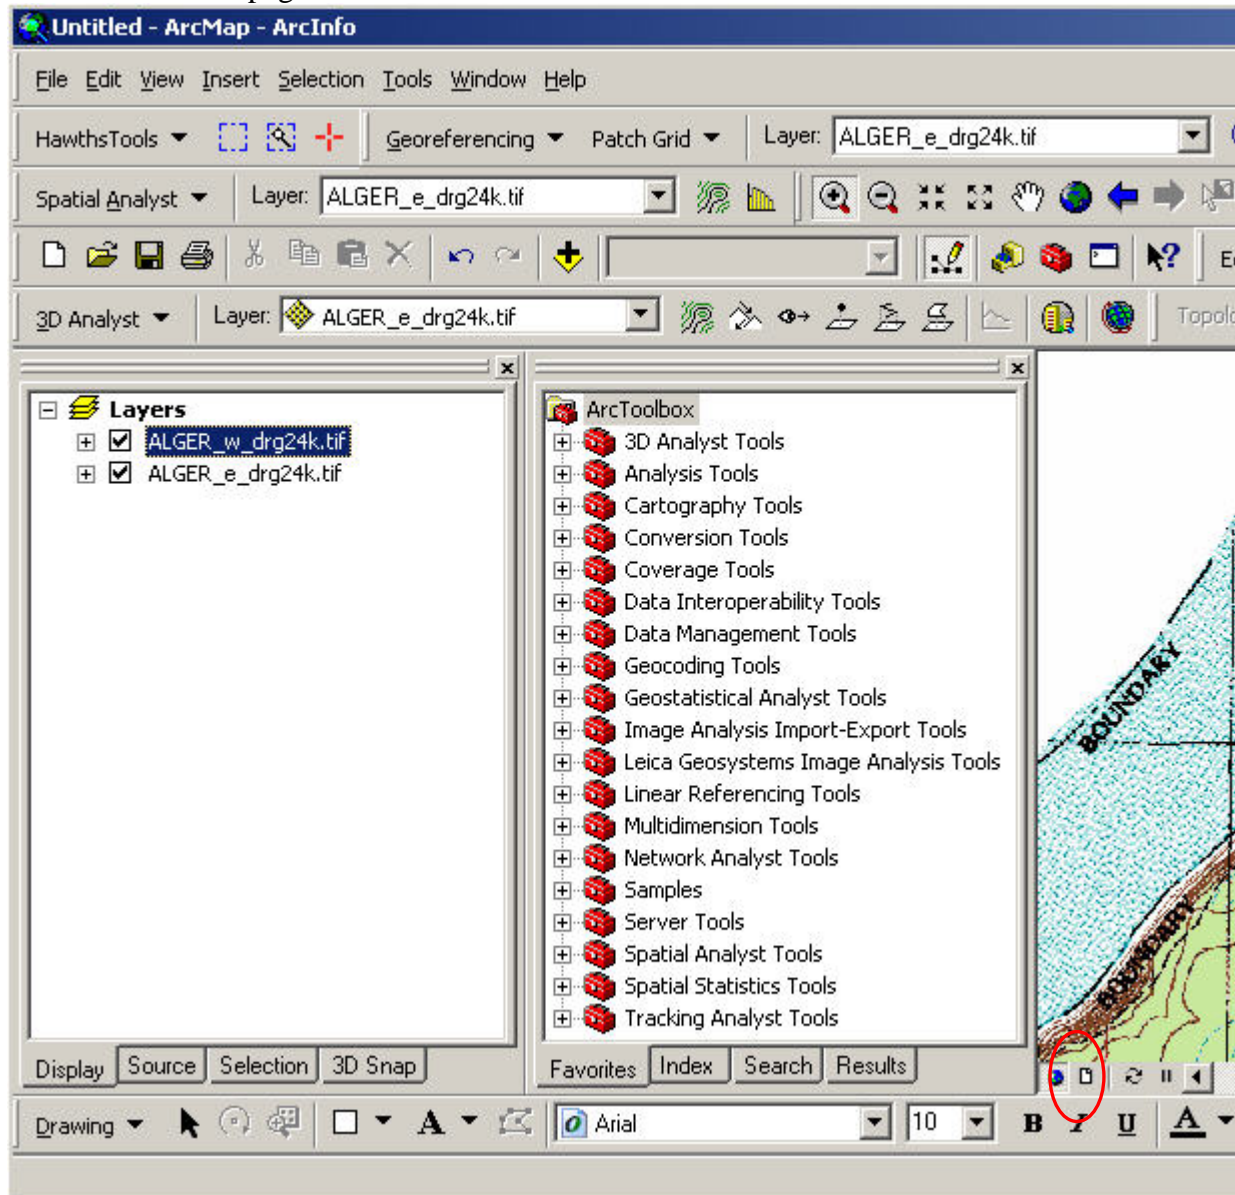 Untitled - ArcMap - ArcInfo
File Edit View Insert Selection Tools Window Help
HawthsTools Georeferencing Patch Grid Layer: ALGER_e_drg24k.tif
Spatial Analyst Layer: ALGER_e_drg24k.tif
3D Analyst Layer: ALGER_e_drg24k.tif
Layers
ALGER_w_drg24k.tif
ALGER_e_drg24k.tif
Display Source Selection 3D Snap
ArcToolbox
3D Analyst Tools
Analysis Tools
Cartography Tools
Conversion Tools
Coverage Tools
Data Interoperability Tools
Data Management Tools
Geocoding Tools
Geostatistical Analyst Tools
Image Analysis Import-Export Tools
Leica Geosystems Image Analysis Tools
Linear Referencing Tools
Multidimension Tools
Network Analyst Tools
Samples
Server Tools
Spatial Analyst Tools
Spatial Statistics Tools
Tracking Analyst Tools
Favorites Index Search Results
BOUNDARY
BOUNDARY
Drawing A Arial 10 B I U A